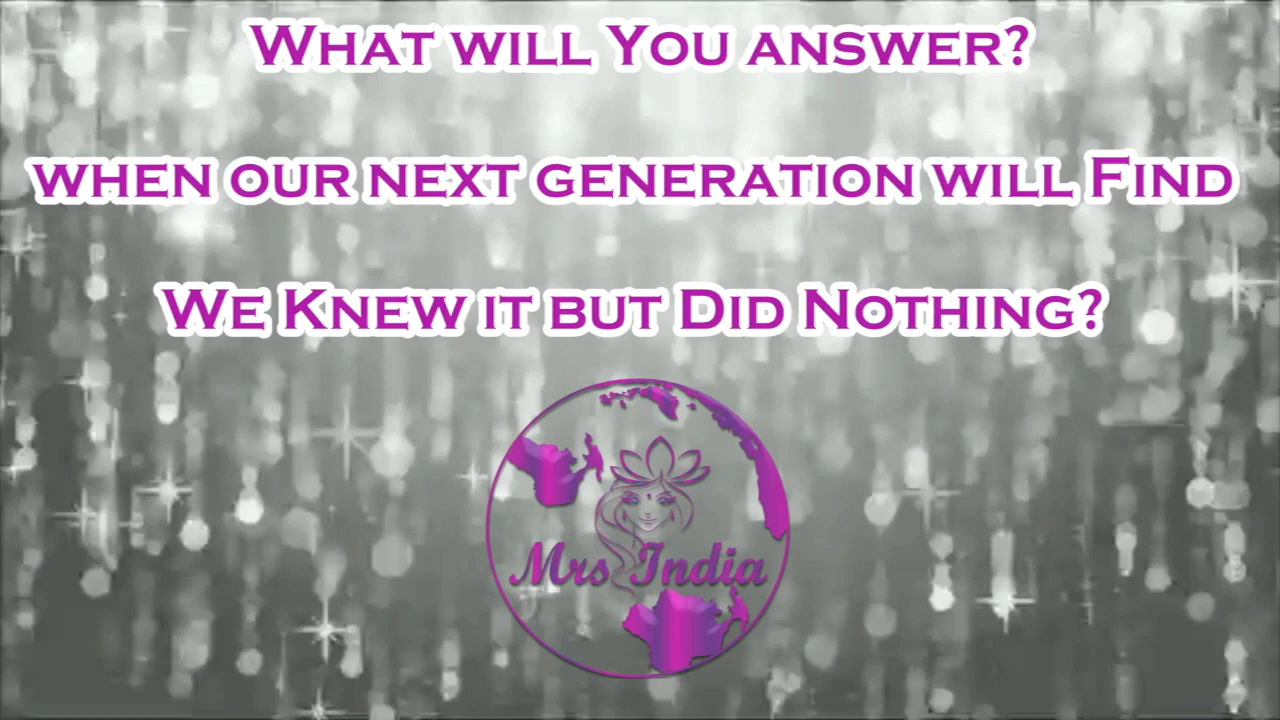 What will You answer?
when our next generation will Find
We Knew it but Did Nothing?
Mrs India